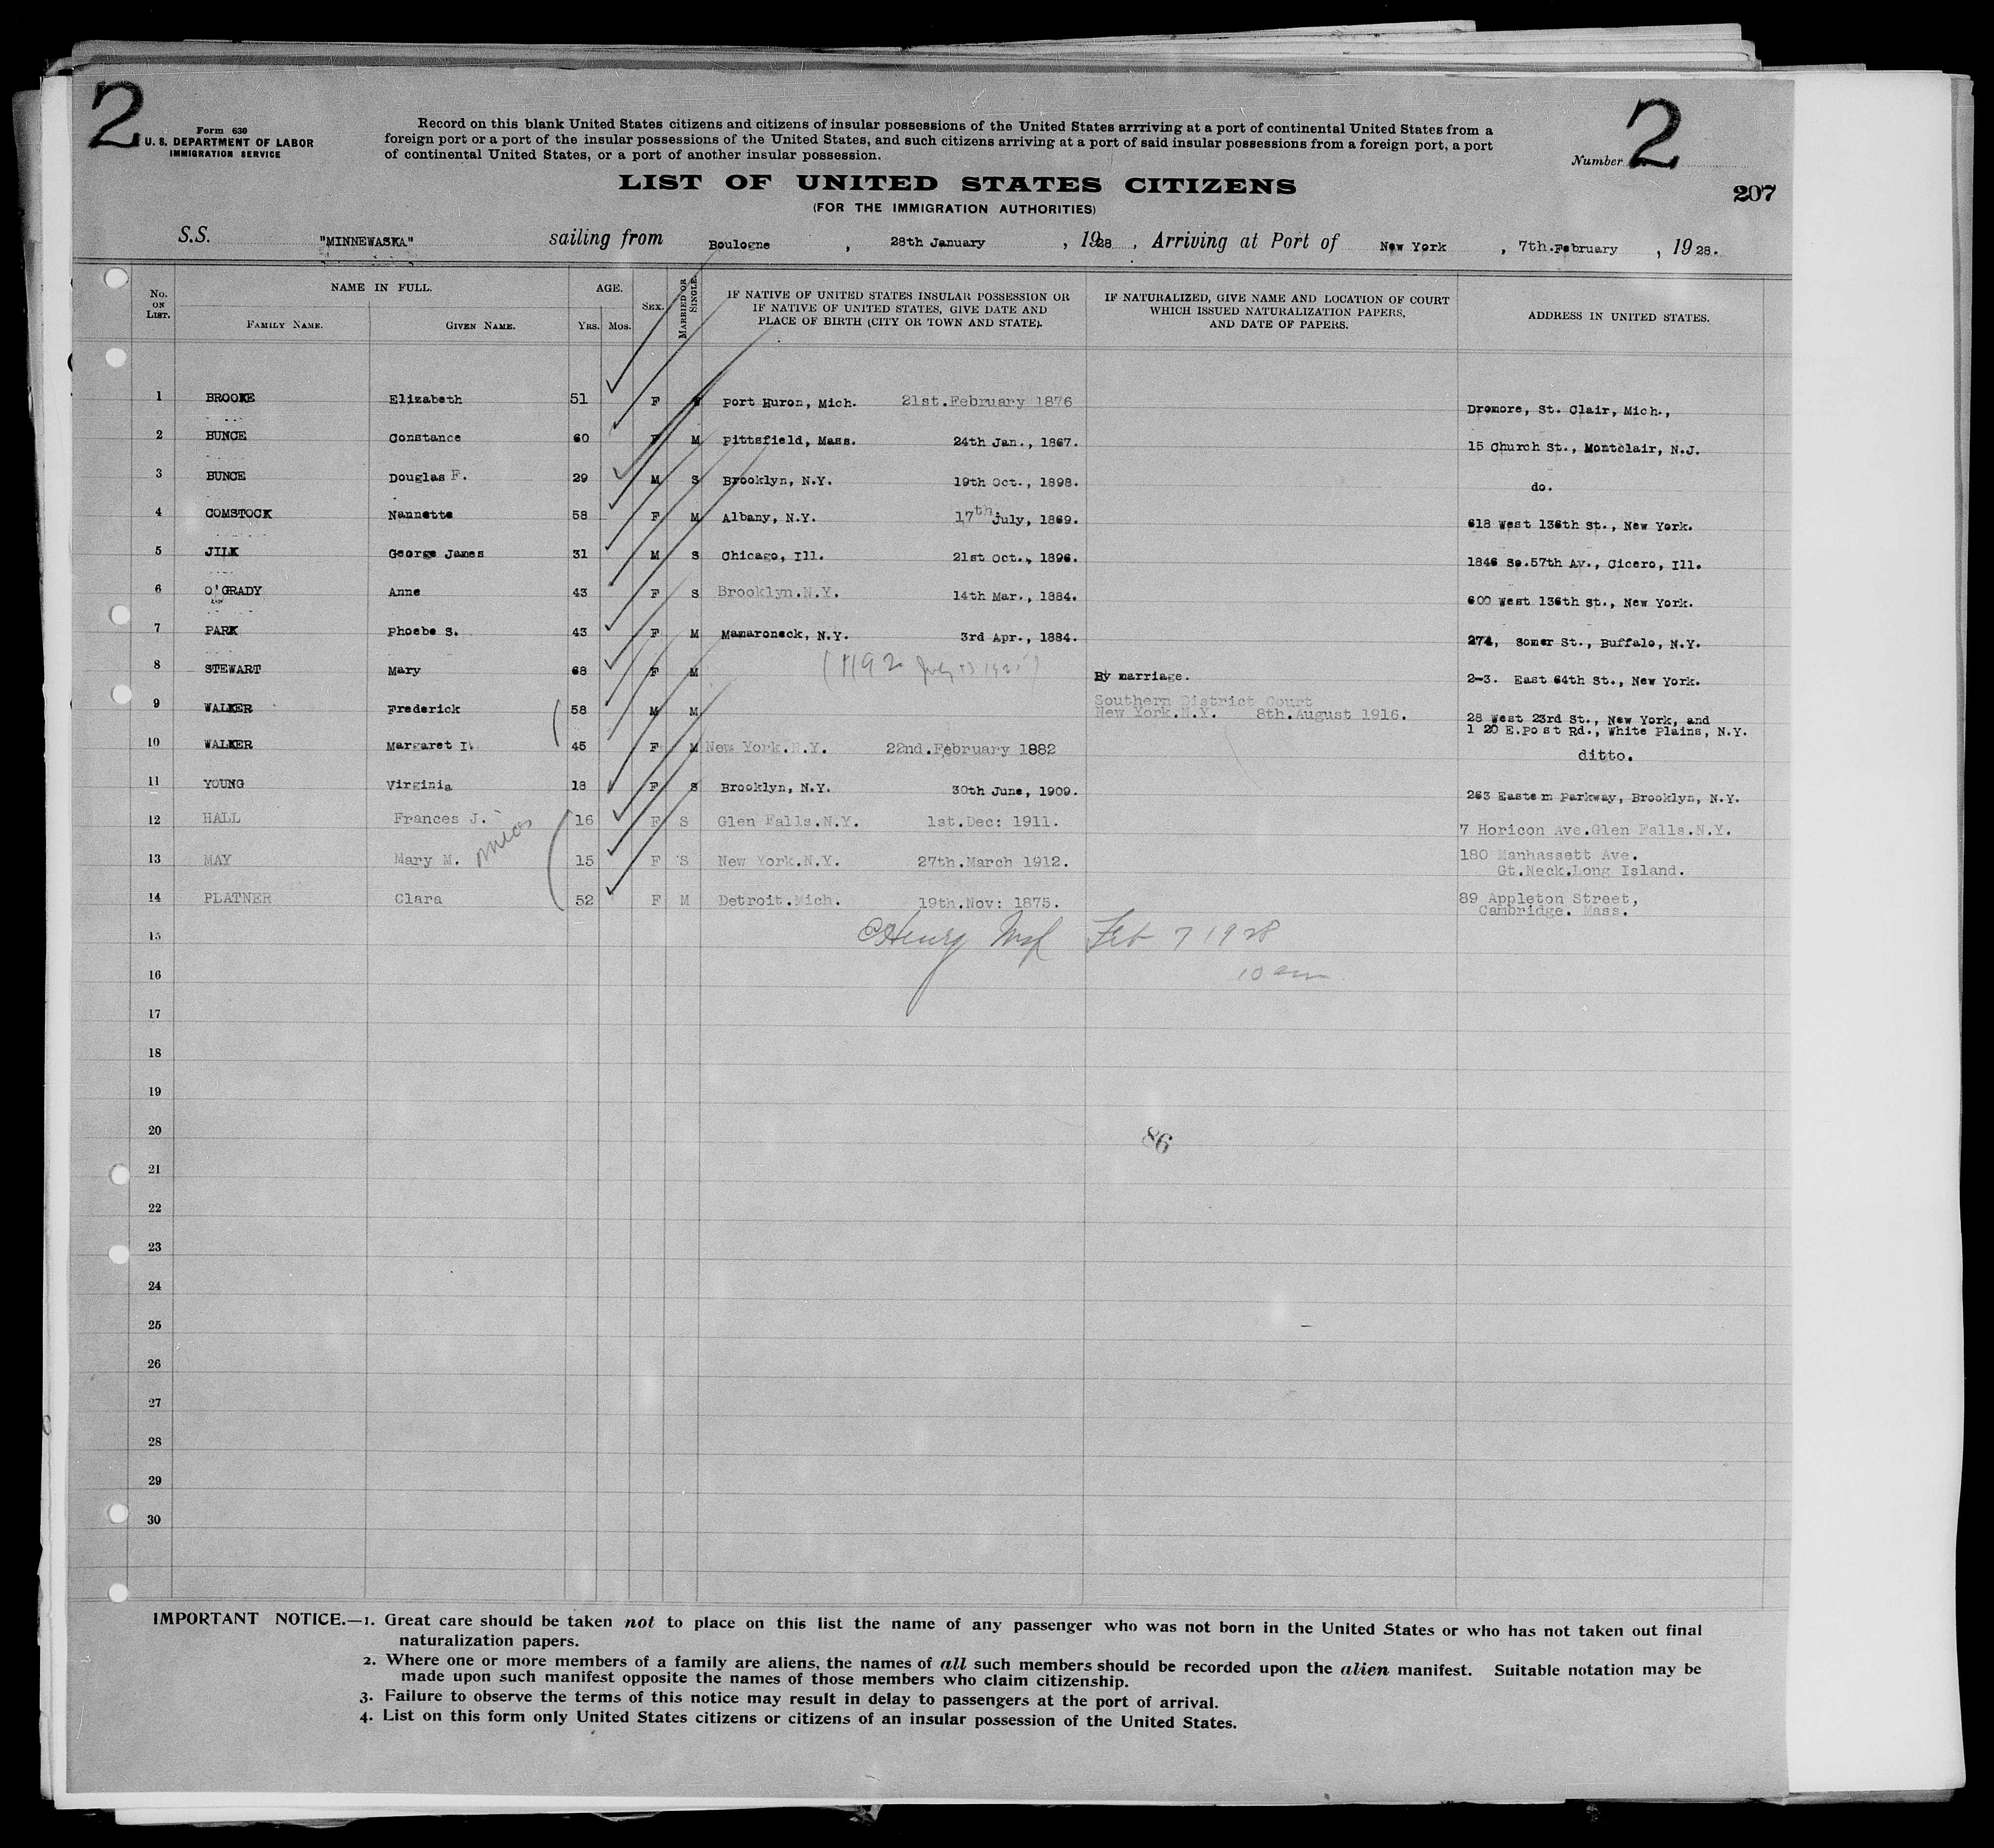 2
2
Form 630
U. S. DEPARTMENT OF LABOR
IMMIGRATION SERVICE
Record on this blank United States citizens and citizens of insular possessions of the United States arrriving at a port of continental United States from a
foreign port or a port of the insular possessions of the United States, and such citizens arriving at a port of said insular possessions from a foreign port, a port
of continental United States, or a port of another insular possession.
Number
207
LIST OF UNITED STATES CITIZENS
(FOR THE IMMIGRATION AUTHORITIES)
S.S. "MINNEWASKA" sailing from Boulogne , 28th January , 1928 , Arriving at Port of New York , 7th.February , 1928.
No. ON LIST. NAME IN FULL. FAMILY NAME. GIVEN NAME. AGE. YRS. MOS. SEX. MARRIED OR SINGLE. IF NATIVE OF UNITED STATES INSULAR POSSESSION OR IF NATIVE OF UNITED STATES, GIVE DATE AND PLACE OF BIRTH (CITY OR TOWN AND STATE). IF NATURALIZED, GIVE NAME AND LOCATION OF COURT WHICH ISSUED NATURALIZATION PAPERS, AND DATE OF PAPERS. ADDRESS IN UNITED STATES.
1 BROOKE Elizabeth 51 F Port Huron, Mich. 21st.February 1876 Dromore, St. Clair, Mich.,
2 BUNCE Constance 60 F M Pittsfield, Mass. 24th Jan., 1867. 15 Church St., Montclair, N.J.
3 BUNCE Douglas F. 29 M S Brooklyn, N.Y. 19th Oct., 1898. do.
4 COMSTOCK Nannette 58 F M Albany, N.Y. 17th July, 1869. 618 West 136th St., New York.
5 JILK George James 31 M S Chicago, Ill. 21st Oct., 1896. 1846 So.57th Av., Cicero, Ill.
6 O'GRADY Anne 43 F S Brooklyn.N.Y. 14th Mar., 1884. 600 West 136th St., New York.
7 PARK Phoebe S. 43 F M Mamaroneck, N.Y. 3rd Apr., 1884. 274, Somer St., Buffalo, N.Y.
8 STEWART Mary 68 F M By marriage. 2-3. East 64th St., New York.
9 WALKER Frederick 58 M M Southern District Court
New York.N.Y. 8th.August 1916. 28 West 23rd St., New York, and
1 20 E.Post Rd., White Plains, N.Y.
10 WALKER Margaret I. 45 F M New York.N.Y. 22nd.February 1882 ditto.
11 YOUNG Virginia 18 F S Brooklyn, N.Y. 30th June, 1909. 263 Eastern Parkway, Brooklyn, N.Y.
12 HALL Frances J. 16 F S Glen Falls.N.Y. 1st.Dec: 1911. 7 Horicon Ave.Glen Falls.N.Y.
13 MAY Mary M. 15 F S New York.N.Y. 27th.March 1912. 180 Manhassett Ave.
Gt.Neck.Long Island.
14 PLATNER Clara 52 F M Detroit.Mich. 19th.Nov: 1875. 89 Appleton Street,
Cambridge. Mass.
15 Henry Feb 7 1928
16 10 am
17
18
19
20
86
21
22
23
24
25
26
27
28
29
30
IMPORTANT NOTICE.—1. Great care should be taken not to place on this list the name of any passenger who was not born in the United States or who has not taken out final
naturalization papers.
2. Where one or more members of a family are aliens, the names of all such members should be recorded upon the alien manifest. Suitable notation may be
made upon such manifest opposite the names of those members who claim citizenship.
3. Failure to observe the terms of this notice may result in delay to passengers at the port of arrival.
4. List on this form only United States citizens or citizens of an insular possession of the United States.